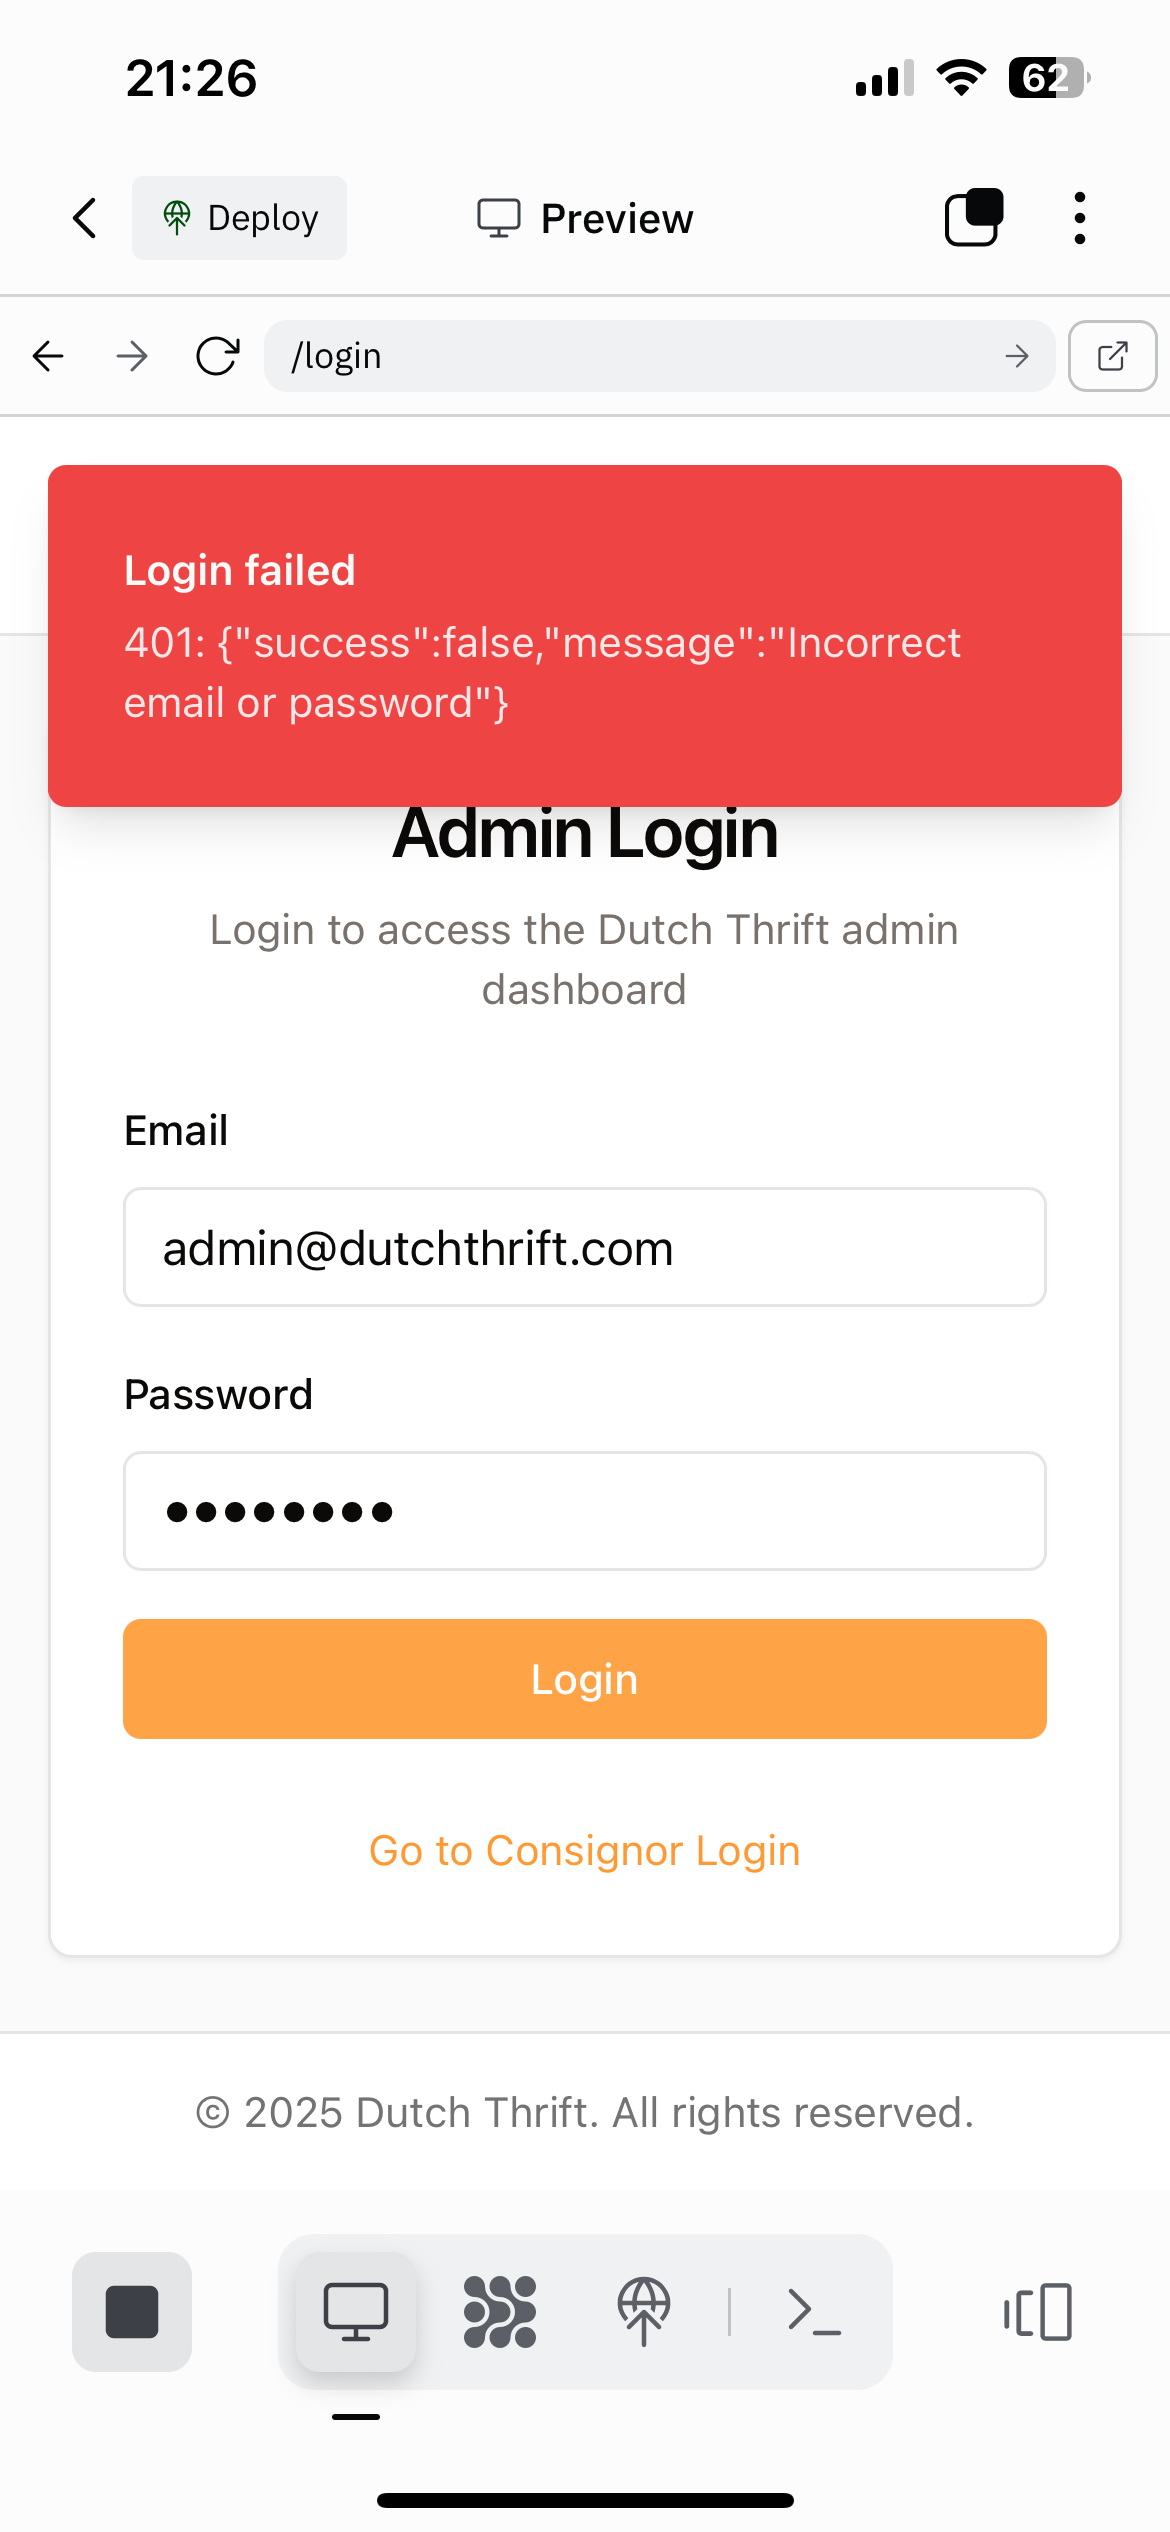 21:26
62
Deploy
Preview
/login
Login failed
401: {"success":false,"message":"Incorrect
email or password"}
Admin Login
Login to access the Dutch Thrift admin
dashboard
Email
admin@dutchthrift.com
Password
Login
Go to Consignor Login
© 2025 Dutch Thrift. All rights reserved.